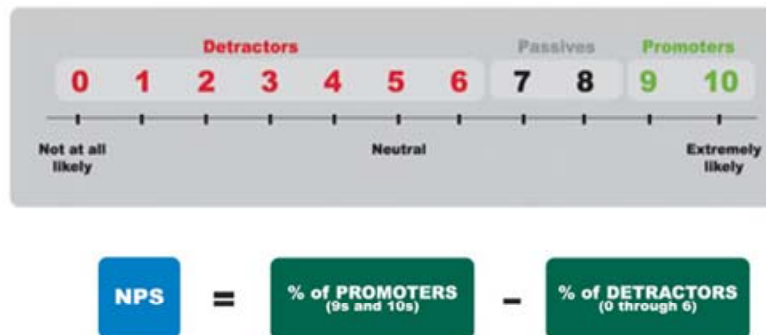 Detractors Passives Promoters
0 1 2 3 4 5 6 7 8 9 10
Not at all Neutral Extremely
likely likely
NPS = % of PROMOTERS - % of DETRACTORS
(9s and 10s) (0 through 6)